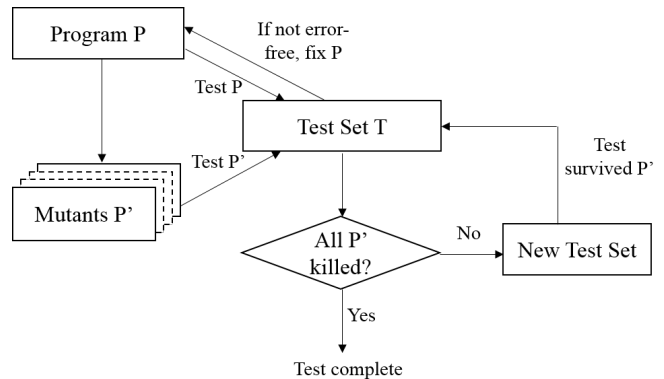 Program P
If not error-
free, fix P
Test P
Test Set T
Test P’
Test
survived P’
Mutants P’
All P’
killed?
No
New Test Set
Yes
Test complete